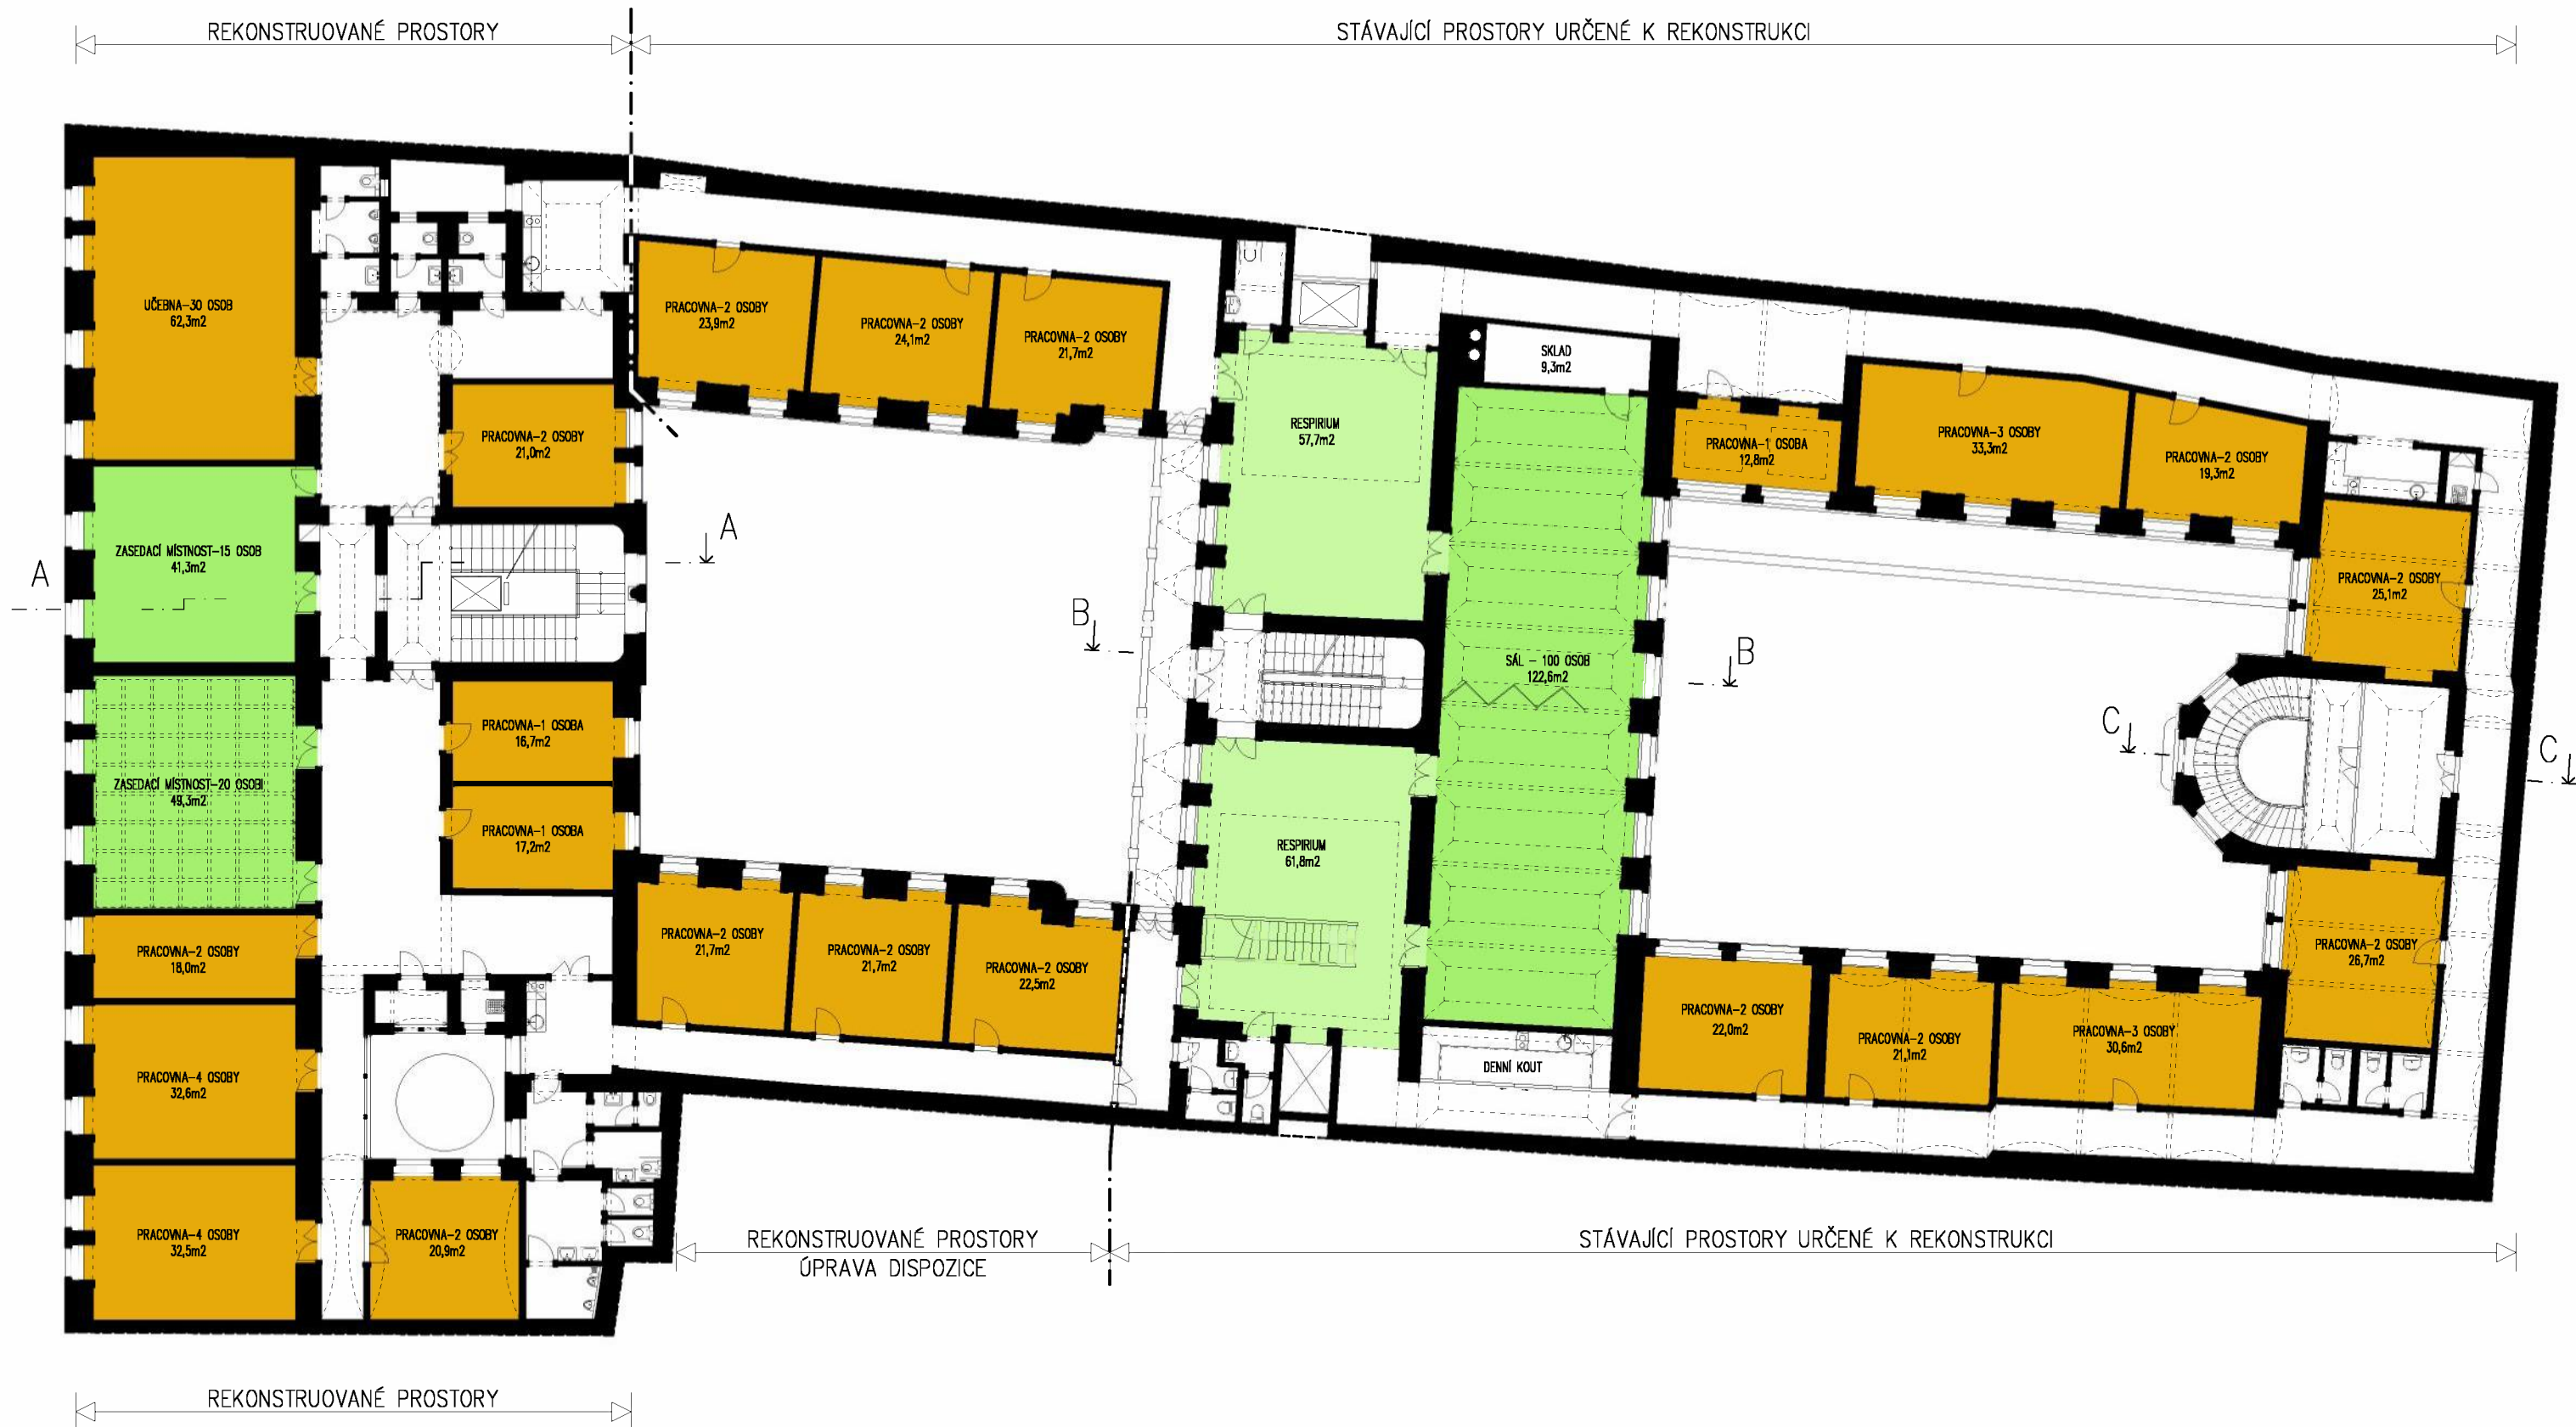 REKONSTRUOVANÉ PROSTORY
STÁVAJÍCÍ PROSTORY URČENÉ K REKONSTRUKCI
UČEBNA-30 OSOB
62,3m2
PRACOVNA-2 OSOBY
23,9m2
PRACOVNA-2 OSOBY
24,1m2
PRACOVNA-2 OSOBY
21,7m2
SKLAD
9,3m2
RESPIRIUM
57,7m2
PRACOVNA-2 OSOBY
21,0m2
PRACOVNA-1 OSOBA
12,8m2
PRACOVNA-3 OSOBY
33,3m2
PRACOVNA-2 OSOBY
19,3m2
ZASEDACÍ MÍSTNOST-15 OSOB
41,3m2
A
A
PRACOVNA-2 OSOBY
25,1m2
B
B
SÁL - 100 OSOB
122,6m2
PRACOVNA-1 OSOBA
16,7m2
C
C
ZASEDACÍ MÍSTNOST-20 OSOBI
49,3m2
PRACOVNA-1 OSOBA
17,2m2
RESPIRIUM
61,8m2
PRACOVNA-2 OSOBY
18,0m2
PRACOVNA-2 OSOBY
21,7m2
PRACOVNA-2 OSOBY
21,7m2
PRACOVNA-2 OSOBY
22,5m2
PRACOVNA-2 OSOBY
26,7m2
PRACOVNA-2 OSOBY
22,0m2
PRACOVNA-2 OSOBY
21,1m2
PRACOVNA-3 OSOBY
30,6m2
DENNÍ KOUT
PRACOVNA-4 OSOBY
32,6m2
PRACOVNA-4 OSOBY
32,5m2
PRACOVNA-2 OSOBY
20,9m2
REKONSTRUOVANÉ PROSTORY
ÚPRAVA DISPOZICE
STÁVAJÍCÍ PROSTORY URČENÉ K REKONSTRUKCI
REKONSTRUOVANÉ PROSTORY